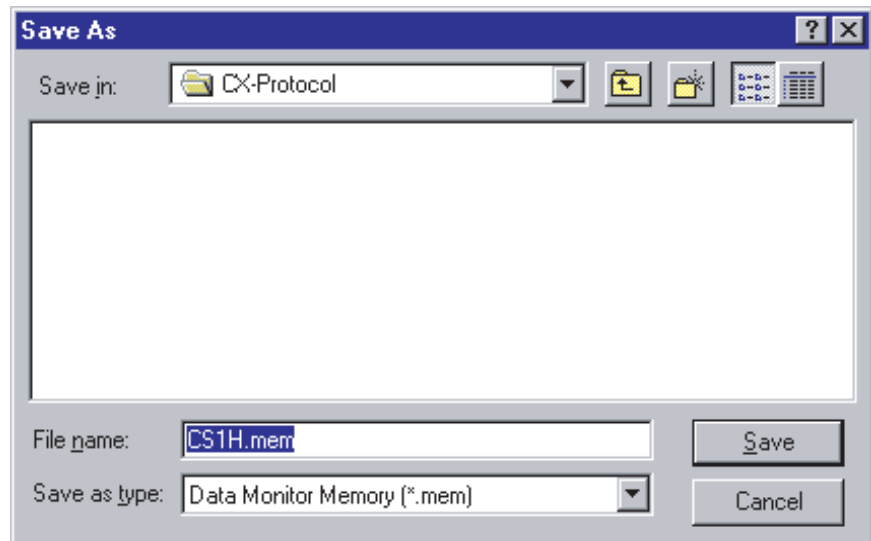 Save As
Save in: CX-Protocol
File name: CS1H.mem Save
Save as type: Data Monitor Memory (*.mem) Cancel